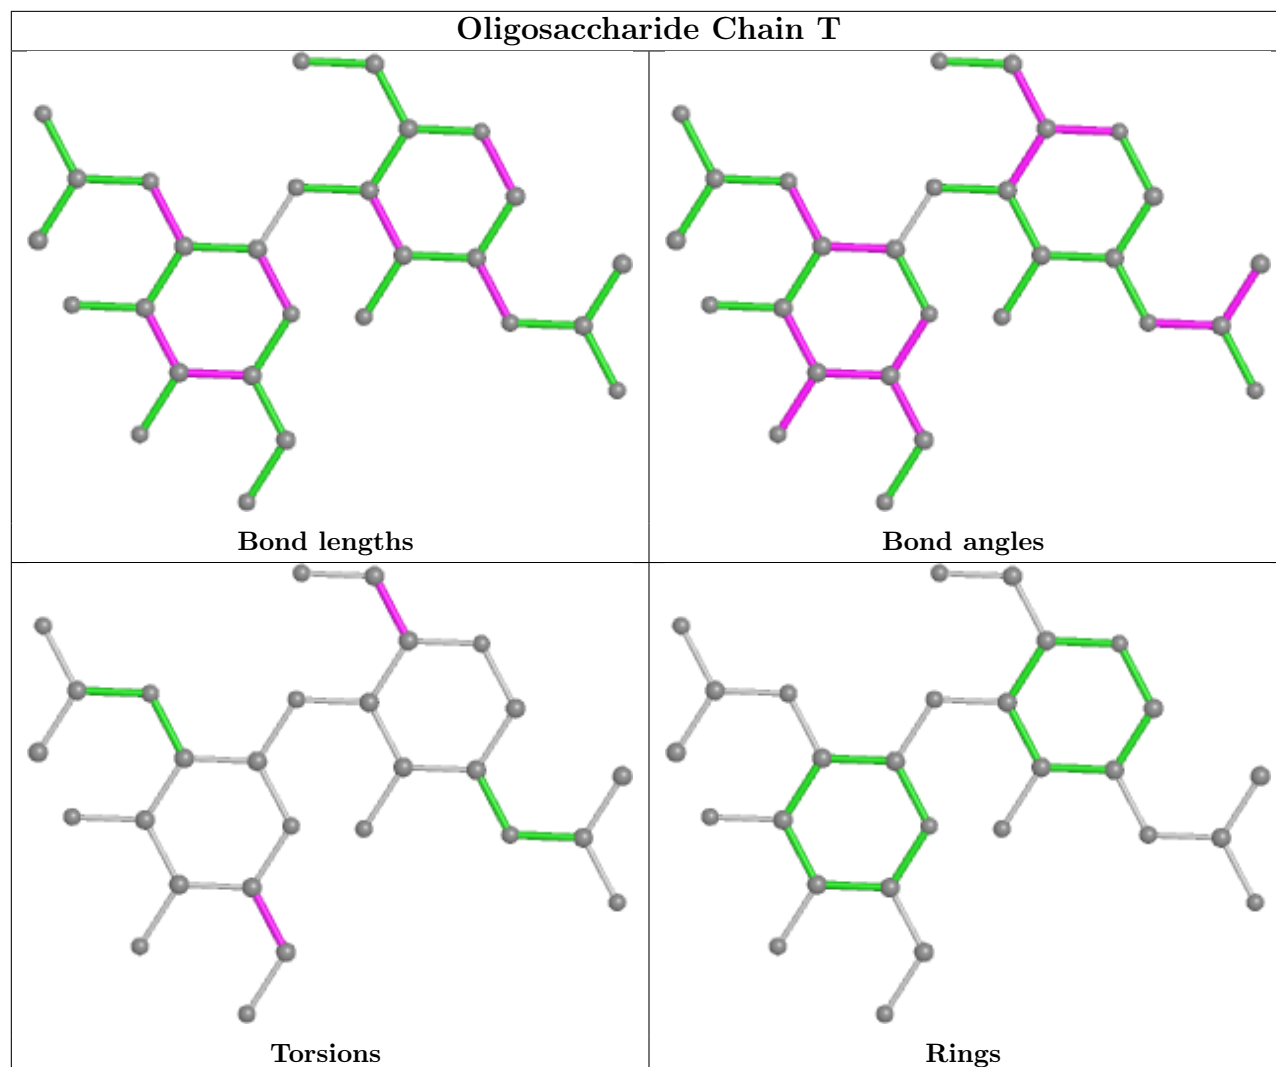 Oligosaccharide Chain T
Bond lengths
Bond angles
Torsions
Rings